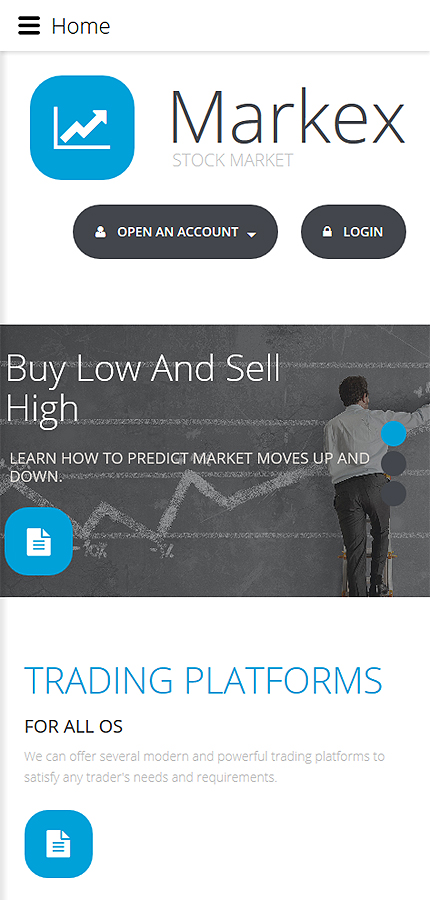 Home
Markex
STOCK MARKET
OPEN AN ACCOUNT
LOGIN
Buy Low And Sell
High
LEARN HOW TO PREDICT MARKET MOVES UP AND
DOWN.
TRADING PLATFORMS
FOR ALL OS
We can offer several modern and powerful trading platforms to
satisfy any trader's needs and requirements.